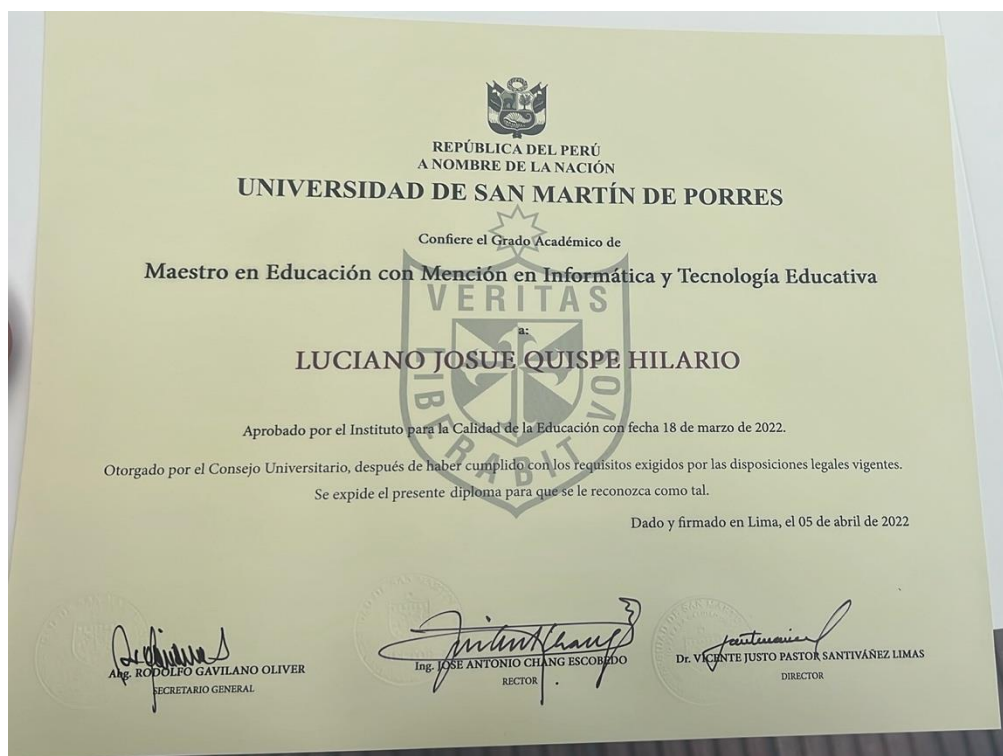 REPÚBLICA DEL PERÚ
A NOMBRE DE LA NACIÓN
UNIVERSIDAD DE SAN MARTÍN DE PORRES
Confiere el Grado Académico de
Maestro en Educación con Mención en Informática y Tecnología Educativa
VERITAS
LIBERABIT VOS
a:
LUCIANO JOSUE QUISPE HILARIO
Aprobado por el Instituto para la Calidad de la Educación con fecha 18 de marzo de 2022.
Otorgado por el Consejo Universitario, después de haber cumplido con los requisitos exigidos por las disposiciones legales vigentes.
Se expide el presente diploma para que se le reconozca como tal.
Dado y firmado en Lima, el 05 de abril de 2022
Abg. RODOLFO GAVILANO OLIVER
SECRETARIO GENERAL
Ing. JOSE ANTONIO CHANG ESCOBEDO
RECTOR
Dr. VICENTE JUSTO PASTOR SANTIVÁÑEZ LIMAS
DIRECTOR